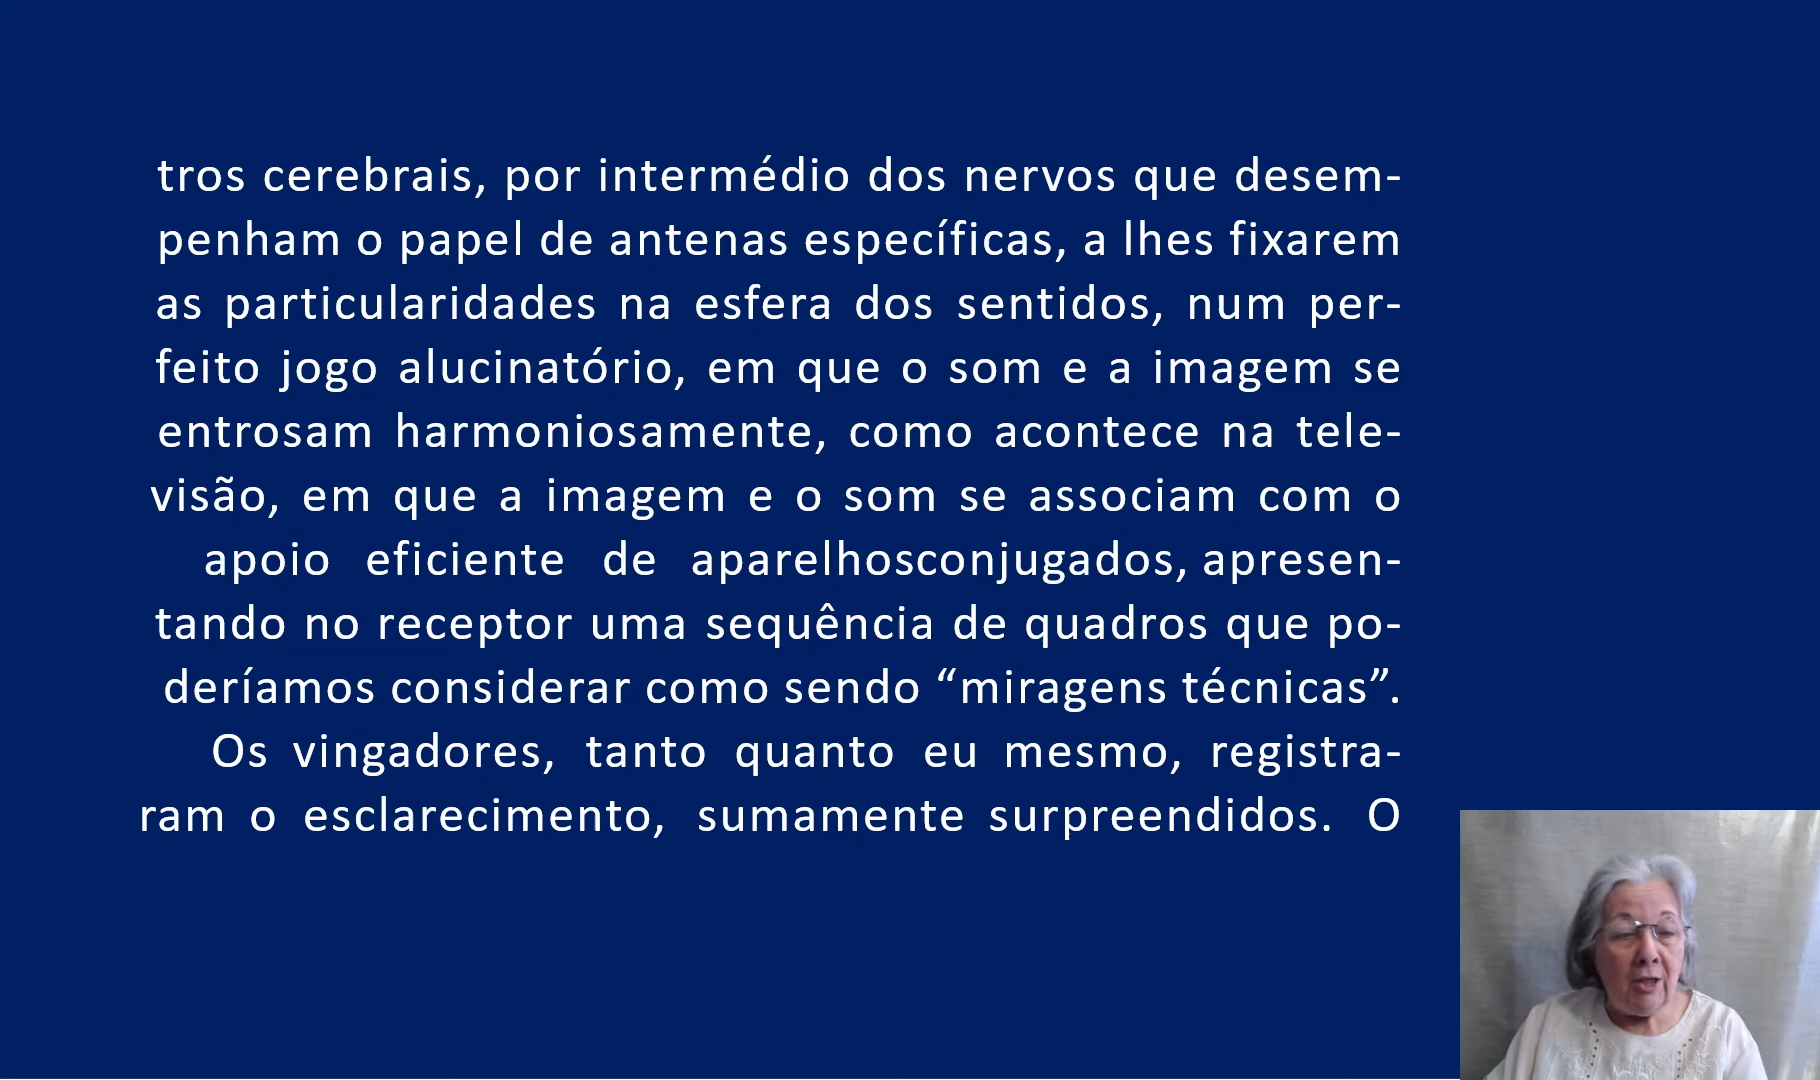 tros cerebrais, por intermédio dos nervos que desem-
penham o papel de antenas específicas, a lhes fixarem
as particularidades na esfera dos sentidos, num per-
feito jogo alucinatório, em que o som e a imagem se
entrosam harmoniosamente, como acontece na tele-
visão, em que a imagem e o som se associam com o
apoio eficiente de aparelhosconjugados, apresen-
tando no receptor uma sequência de quadros que po-
deríamos considerar como sendo “miragens técnicas”.
Os vingadores, tanto quanto eu mesmo, registra-
ram o esclarecimento, sumamente surpreendidos. O